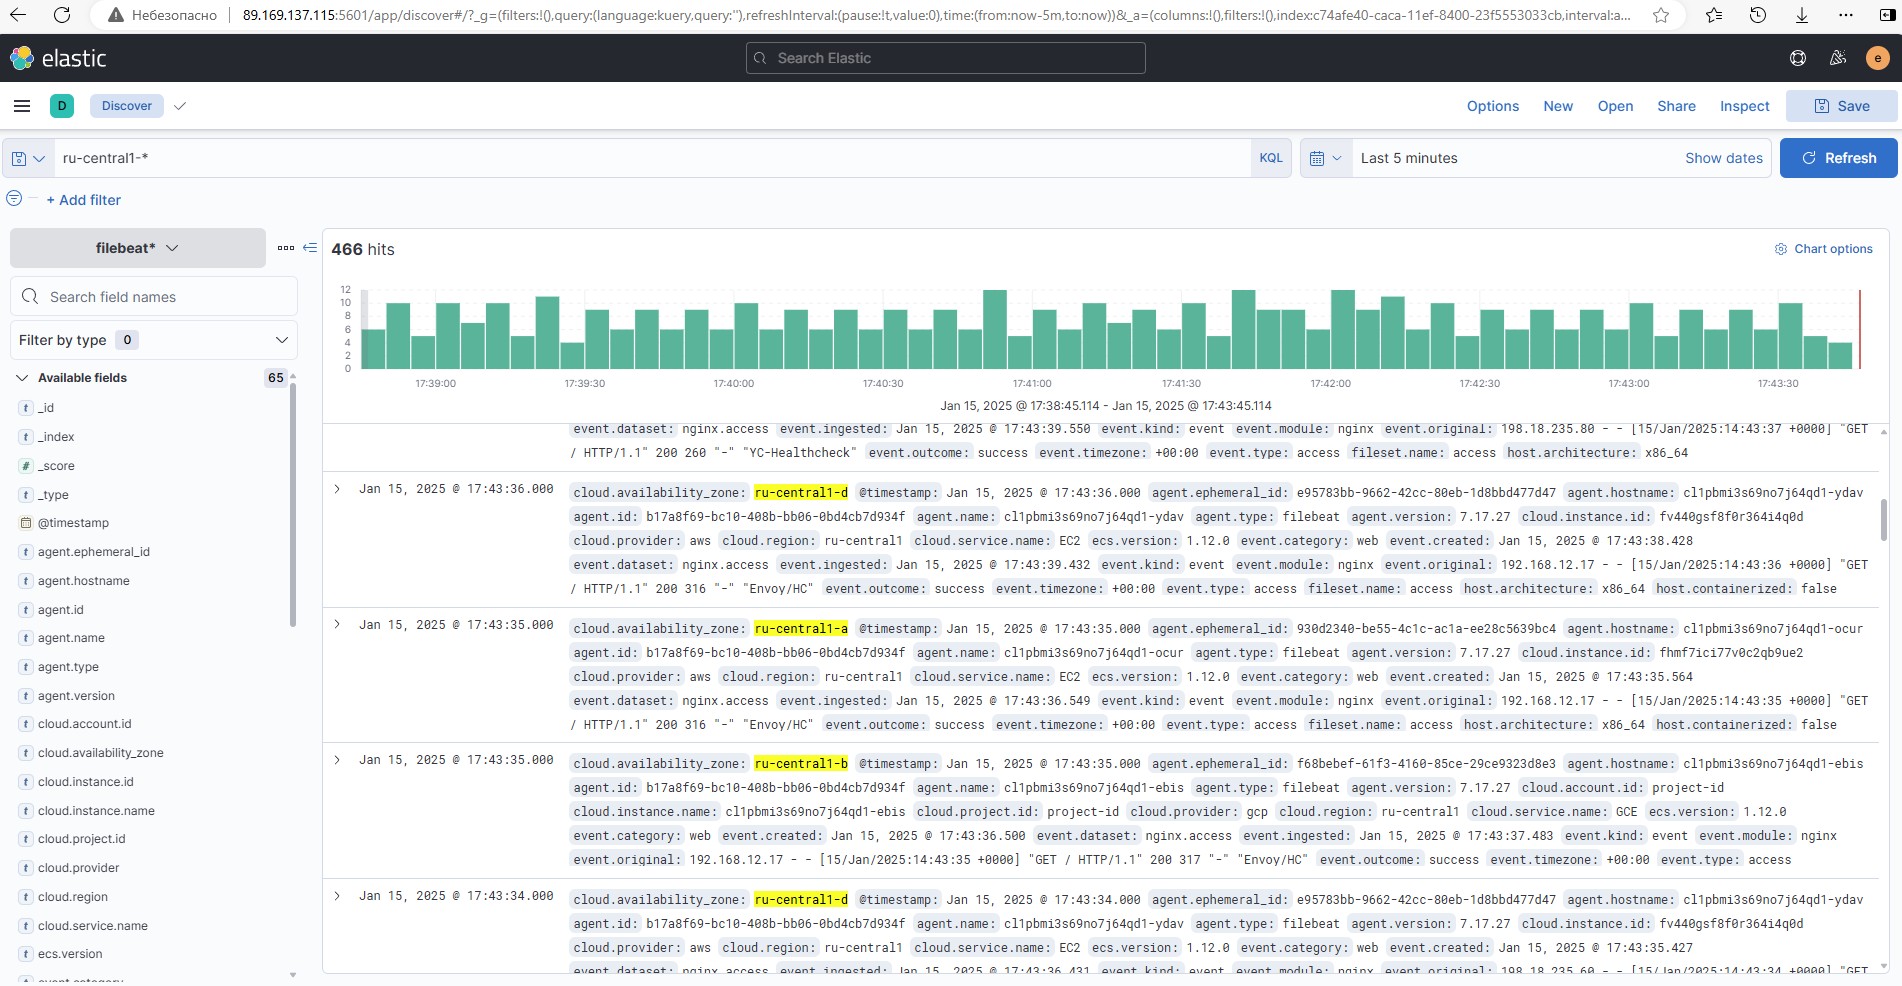 Небезопасно 89.169.137.115:5601/app/discover#/?_g=(filters:!(),query:(language:kuery,query:''),refreshInterval:(pause:!t,value:0),time:(from:now-5m,to:now))&_a=(columns:!(),filters:!(),index:c74afe40-caca-11ef-8400-23f5553033cb,interval:a...
elastic
Search Elastic
e
D
Discover
Options New Open Share Inspect Save
ru-central1-*
KQL
Last 5 minutes
Show dates
Refresh
+ Add filter
filebeat*
Search field names
Filter by type 0
Available fields 65
t _id
t _index
# _score
t _type
@timestamp
t agent.ephemeral_id
t agent.hostname
t agent.id
t agent.name
t agent.type
t agent.version
t cloud.account.id
t cloud.availability_zone
t cloud.instance.id
t cloud.instance.name
t cloud.project.id
t cloud.provider
t cloud.region
t cloud.service.name
t ecs.version
t event.category
466 hits
Chart options
12
10
8
6
4
2
0
17:39:00 17:39:30 17:40:00 17:40:30 17:41:00 17:41:30 17:42:00 17:42:30 17:43:00 17:43:30
Jan 15, 2025 @ 17:38:45.114 - Jan 15, 2025 @ 17:43:45.114
event.dataset: nginx.access event.ingested: Jan 15, 2025 @ 17:43:39.550 event.kind: event event.module: nginx event.original: 198.18.235.80 - - [15/Jan/2025:14:43:37 +0000] "GET
/ HTTP/1.1" 200 260 "-" "YC-Healthcheck" event.outcome: success event.timezone: +00:00 event.type: access fileset.name: access host.architecture: x86_64
Jan 15, 2025 @ 17:43:36.000 cloud.availability_zone: ru-central1-d @timestamp: Jan 15, 2025 @ 17:43:36.000 agent.ephemeral_id: e95783bb-9662-42cc-80eb-1d8bbd477d47 agent.hostname: cl1pbmi3s69no7j64qd1-ydav
agent.id: b17a8f69-bc10-408b-bb06-0bd4cb7d934f agent.name: cl1pbmi3s69no7j64qd1-ydav agent.type: filebeat agent.version: 7.17.27 cloud.instance.id: fv440gsf8f0r364i4q0d
cloud.provider: aws cloud.region: ru-central1 cloud.service.name: EC2 ecs.version: 1.12.0 event.category: web event.created: Jan 15, 2025 @ 17:43:38.428
event.dataset: nginx.access event.ingested: Jan 15, 2025 @ 17:43:39.432 event.kind: event event.module: nginx event.original: 192.168.12.17 - - [15/Jan/2025:14:43:36 +0000] "GET
/ HTTP/1.1" 200 316 "-" "Envoy/HC" event.outcome: success event.timezone: +00:00 event.type: access fileset.name: access host.architecture: x86_64 host.containerized: false
Jan 15, 2025 @ 17:43:35.000 cloud.availability_zone: ru-central1-a @timestamp: Jan 15, 2025 @ 17:43:35.000 agent.ephemeral_id: 930d2340-be55-4c1c-ac1a-ee28c5639bc4 agent.hostname: cl1pbmi3s69no7j64qd1-ocur
agent.id: b17a8f69-bc10-408b-bb06-0bd4cb7d934f agent.name: cl1pbmi3s69no7j64qd1-ocur agent.type: filebeat agent.version: 7.17.27 cloud.instance.id: fhmf7ici77v0c2qb9ue2
cloud.provider: aws cloud.region: ru-central1 cloud.service.name: EC2 ecs.version: 1.12.0 event.category: web event.created: Jan 15, 2025 @ 17:43:35.564
event.dataset: nginx.access event.ingested: Jan 15, 2025 @ 17:43:36.549 event.kind: event event.module: nginx event.original: 192.168.12.17 - - [15/Jan/2025:14:43:35 +0000] "GET
/ HTTP/1.1" 200 316 "-" "Envoy/HC" event.outcome: success event.timezone: +00:00 event.type: access fileset.name: access host.architecture: x86_64 host.containerized: false
Jan 15, 2025 @ 17:43:35.000 cloud.availability_zone: ru-central1-b @timestamp: Jan 15, 2025 @ 17:43:35.000 agent.ephemeral_id: f68bebef-61f3-4160-85ce-29ce9323d8e3 agent.hostname: cl1pbmi3s69no7j64qd1-ebis
agent.id: b17a8f69-bc10-408b-bb06-0bd4cb7d934f agent.name: cl1pbmi3s69no7j64qd1-ebis agent.type: filebeat agent.version: 7.17.27 cloud.account.id: project-id
cloud.instance.name: cl1pbmi3s69no7j64qd1-ebis cloud.project.id: project-id cloud.provider: gcp cloud.region: ru-central1 cloud.service.name: GCE ecs.version: 1.12.0
event.category: web event.created: Jan 15, 2025 @ 17:43:36.500 event.dataset: nginx.access event.ingested: Jan 15, 2025 @ 17:43:37.483 event.kind: event event.module: nginx
event.original: 192.168.12.17 - - [15/Jan/2025:14:43:35 +0000] "GET / HTTP/1.1" 200 317 "-" "Envoy/HC" event.outcome: success event.timezone: +00:00 event.type: access
Jan 15, 2025 @ 17:43:34.000 cloud.availability_zone: ru-central1-d @timestamp: Jan 15, 2025 @ 17:43:34.000 agent.ephemeral_id: e95783bb-9662-42cc-80eb-1d8bbd477d47 agent.hostname: cl1pbmi3s69no7j64qd1-ydav
agent.id: b17a8f69-bc10-408b-bb06-0bd4cb7d934f agent.name: cl1pbmi3s69no7j64qd1-ydav agent.type: filebeat agent.version: 7.17.27 cloud.instance.id: fv440gsf8f0r364i4q0d
cloud.provider: aws cloud.region: ru-central1 cloud.service.name: EC2 ecs.version: 1.12.0 event.category: web event.created: Jan 15, 2025 @ 17:43:35.427
event.dataset: nginx.access event.ingested: Jan 15, 2025 @ 17:43:36.431 event.kind: event event.module: nginx event.original: 198.18.235.60 - - [15/Jan/2025:14:43:34 +0000] "GET